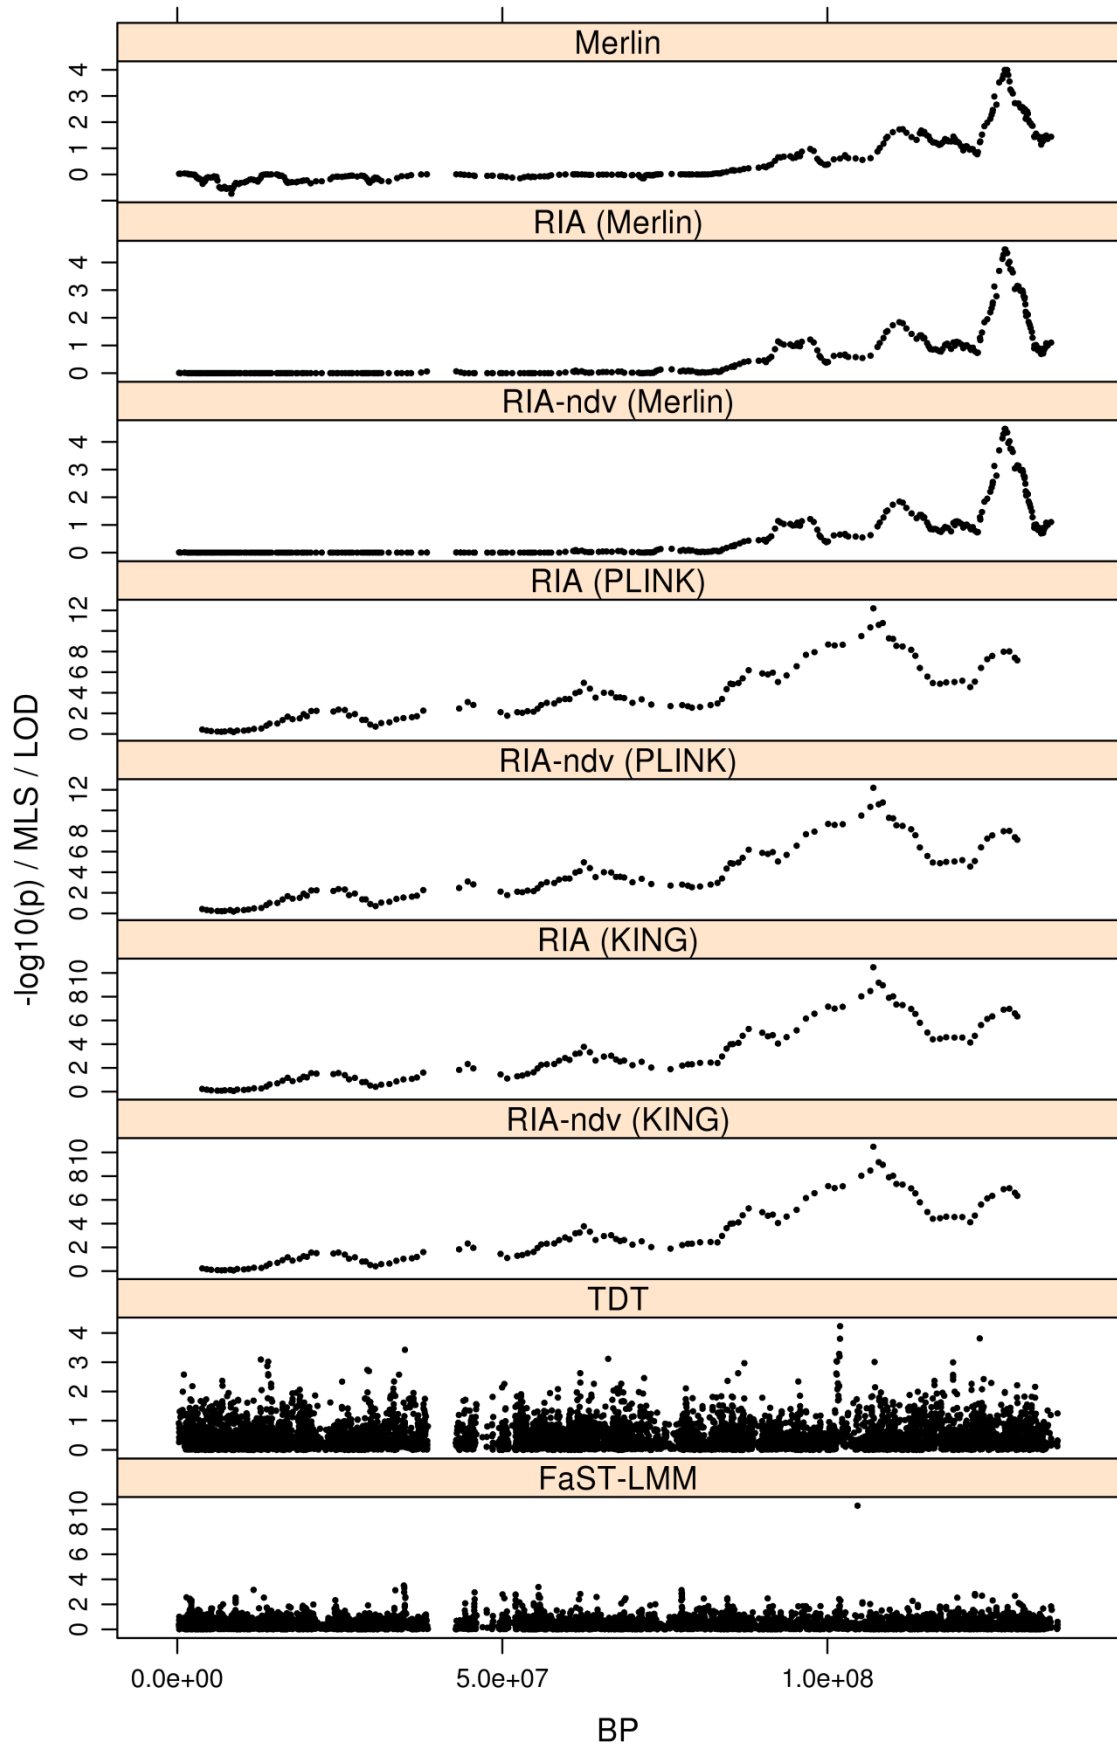 Merlin
0 1 2 3 4
RIA (Merlin)
0 1 2 3 4
RIA-ndv (Merlin)
0 1 2 3 4
RIA (PLINK)
0 2 4 6 8 12
RIA-ndv (PLINK)
0 2 4 6 8 12
RIA (KING)
0 2 4 6 8 10
RIA-ndv (KING)
0 2 4 6 8 10
TDT
0 1 2 3 4
FaST-LMM
0 2 4 6 8 10
-log10(p) / MLS / LOD
0.0e+00 5.0e+07 1.0e+08
BP